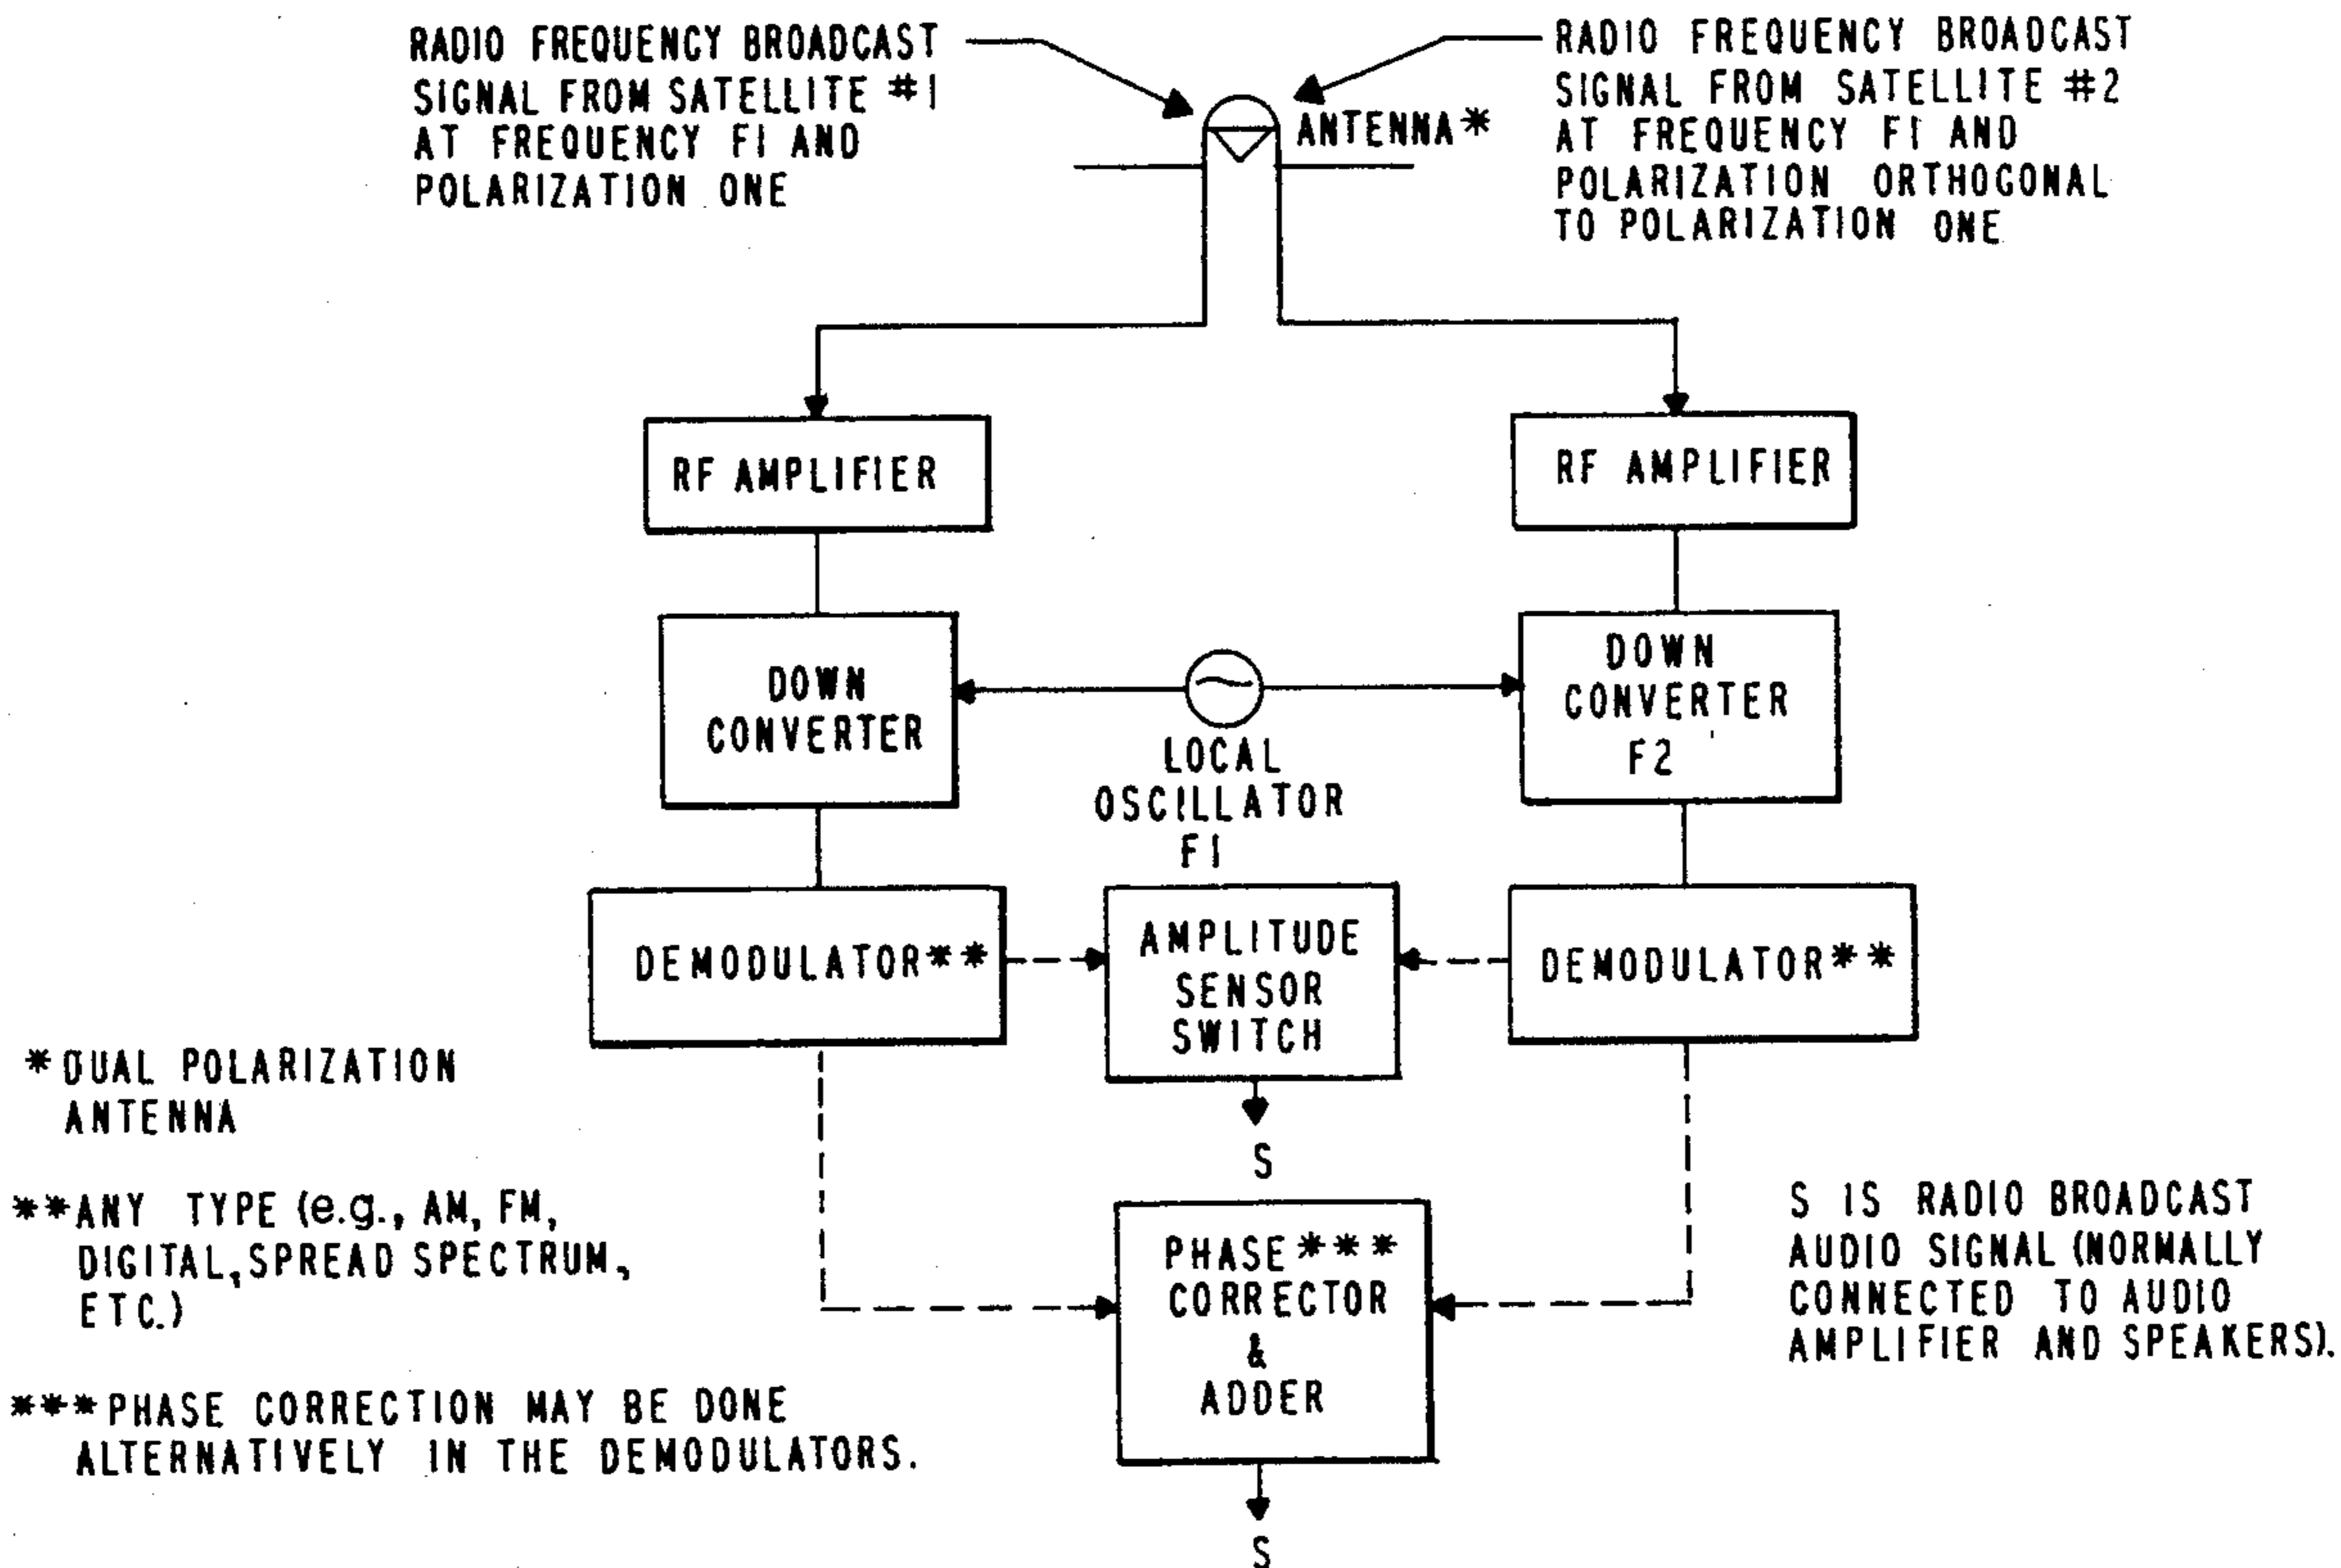 RADIO FREQUENCY BROADCAST
SIGNAL FROM SATELLITE #1
AT FREQUENCY F1 AND
POLARIZATION ONE
RADIO FREQUENCY BROADCAST
SIGNAL FROM SATELLITE #2
AT FREQUENCY F1 AND
POLARIZATION ORTHOGONAL
TO POLARIZATION ONE
ANTENNA*
RF AMPLIFIER
RF AMPLIFIER
DOWN
CONVERTER
LOCAL
OSCILLATOR
F1
DOWN
CONVERTER
F2
DEMODULATOR**
AMPLITUDE
SENSOR
SWITCH
DEMODULATOR**
S
*DUAL POLARIZATION
ANTENNA
**ANY TYPE (e.g., AM, FM,
DIGITAL, SPREAD SPECTRUM,
ETC.)
***PHASE CORRECTION MAY BE DONE
ALTERNATIVELY IN THE DEMODULATORS.
PHASE***
CORRECTOR
&
ADDER
S
S IS RADIO BROADCAST
AUDIO SIGNAL (NORMALLY
CONNECTED TO AUDIO
AMPLIFIER AND SPEAKERS).